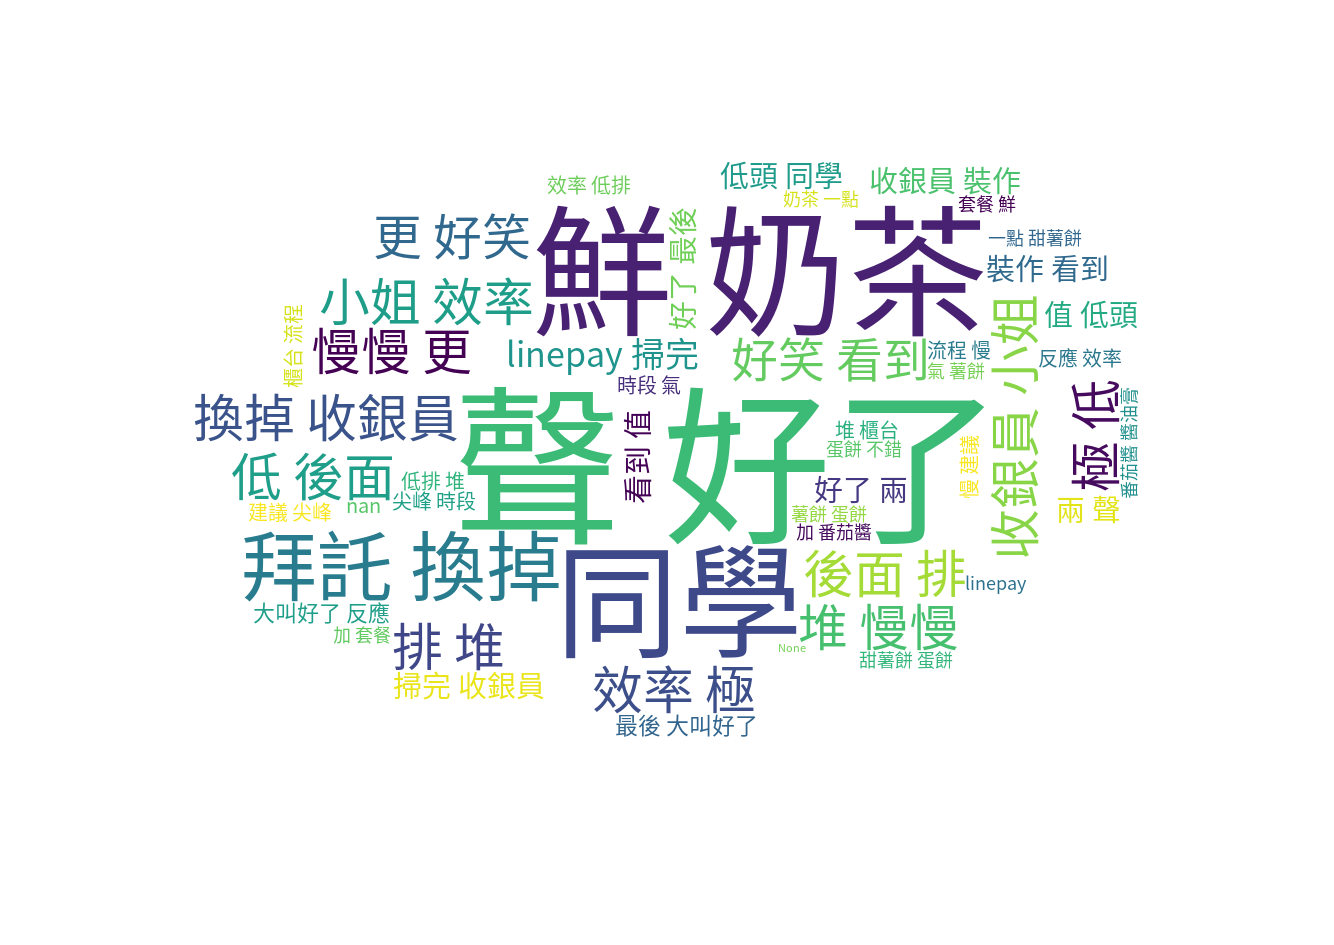 低頭 同學
收銀員 裝作
效率 低排
奶茶 一點
套餐 鮮
更 好笑
好了 最後
鮮 奶茶
一點 甜薯餅
裝作 看到
小姐 效率
櫃台 流程
值 低頭
慢慢 更
linepay 掃完
好笑 看到
流程 慢
反應 效率
氣 薯餅
時段 氣
收銀員 小姐
換掉 收銀員
聲 好了
看到 值
堆 櫃台
蛋餅 不錯
極 低
番茄醬 醬油膏
低 後面
低排 堆
尖峰 時段
慢 建議
好了 兩
建議 尖峰
nan
薯餅 蛋餅
兩 聲
加 番茄醬
拜託 換掉
同學
後面 排
linepay
大叫好了 反應
加 套餐
排 堆
堆 慢慢
None
甜薯餅 蛋餅
掃完 收銀員
效率 極
最後 大叫好了